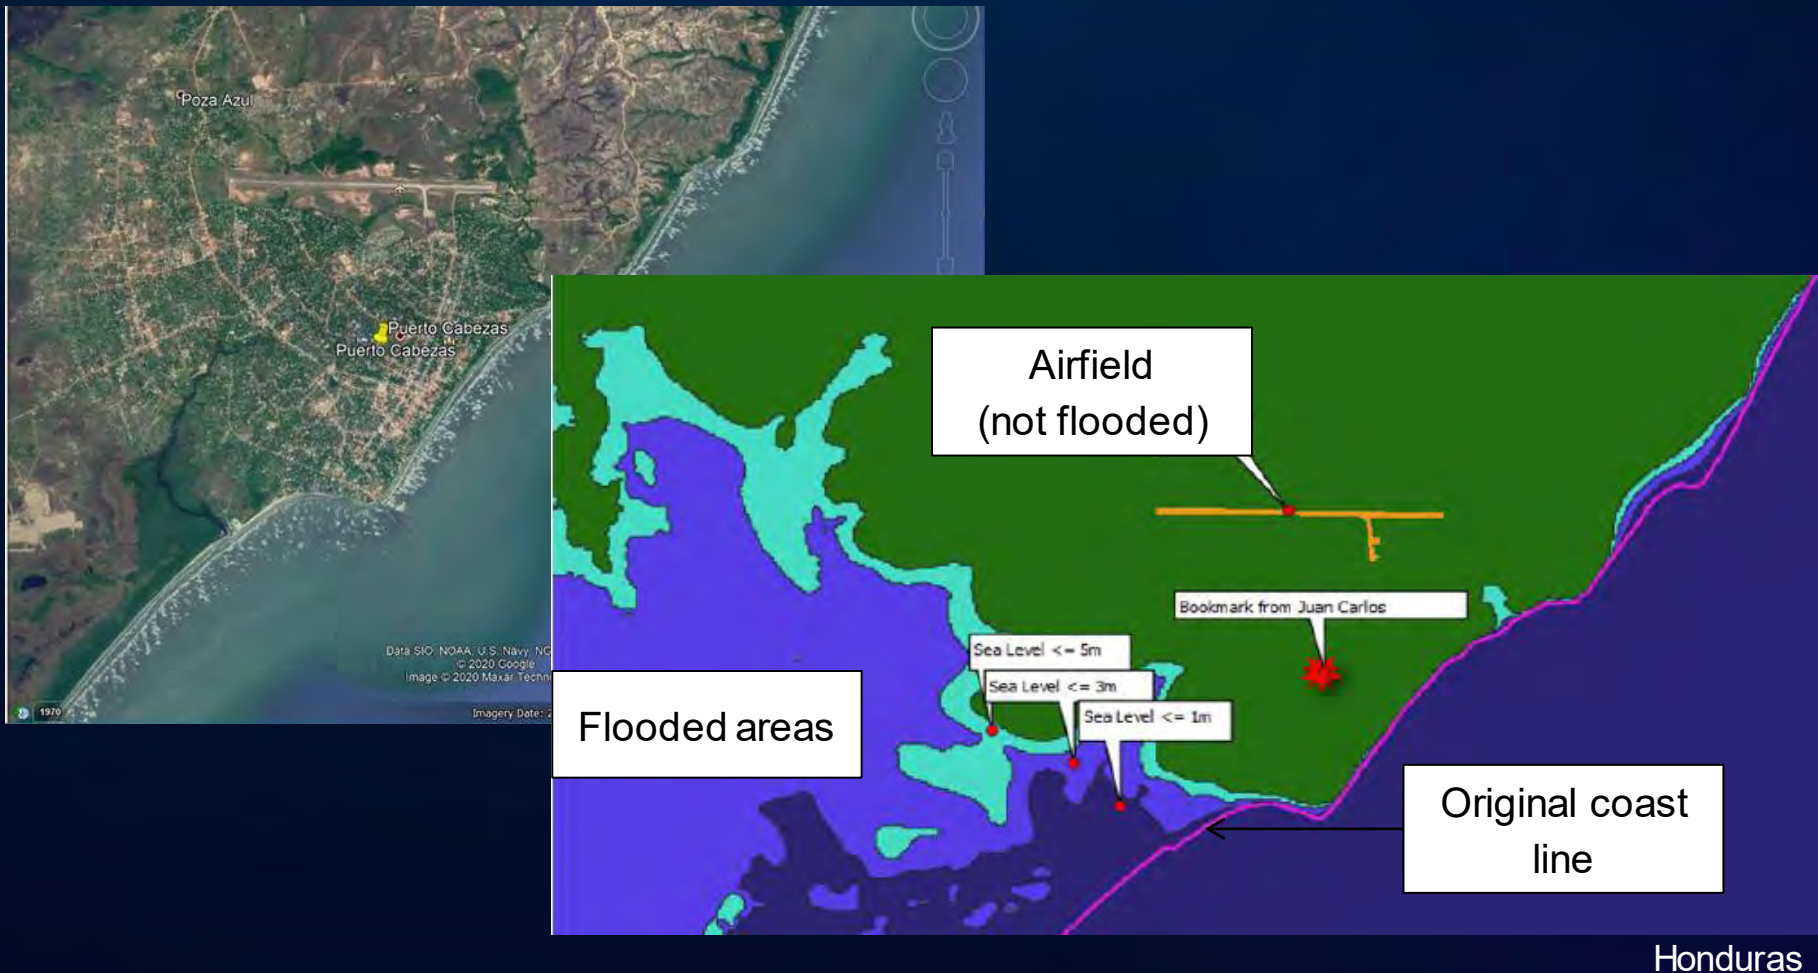 Poza Azul
Puerto Cabezas
Puerto Cabezas
Data SIO, NOAA, U.S. Navy, NG
© 2020 Google
Image © 2020 Maxar Techn
1970
Imagery Date: 2
Airfield
(not flooded)
Bookmark from Juan Carlos
Sea Level <= 5m
Sea Level <= 3m
Sea Level <= 1m
Flooded areas
Original coast
line
Honduras